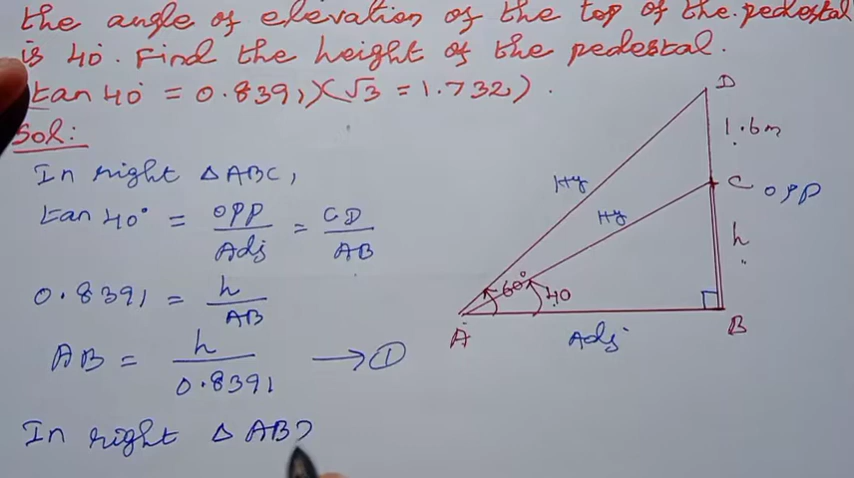 the angle of elevation of the top of the pedestal
is 40°. Find the height of the pedestal.
tan 40° = 0.8391)(√3 = 1.732).
Sol:
In right △ABC,
tan 40° = opp/Adj = CD/AB
0.8391 = h/AB
AB = h/0.8391 → ①
In right △ ABD
D
1.6m
Hy
C opp
Hy
h
60°
40
A
Adj
B